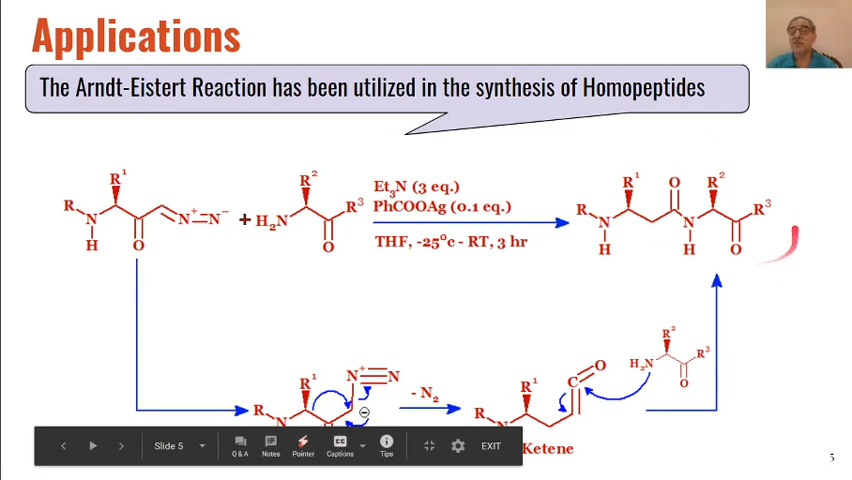 Applications
The Arndt-Eistert Reaction has been utilized in the synthesis of Homopeptides
R N H R¹ O N⁺ N⁻
+
H₂N R² O R³
Et₃N (3 eq.)
PhCOOAg (0.1 eq.)
THF, -25°c - RT, 3 hr
R N H R¹ O N H R² O R³
R N R¹ N⁺ N ⊖
- N₂
R N R¹ C O
H₂N R² O R³
Ketene
Slide 5
Q & A
Notes
Pointer
Captions
Tips
EXIT
5